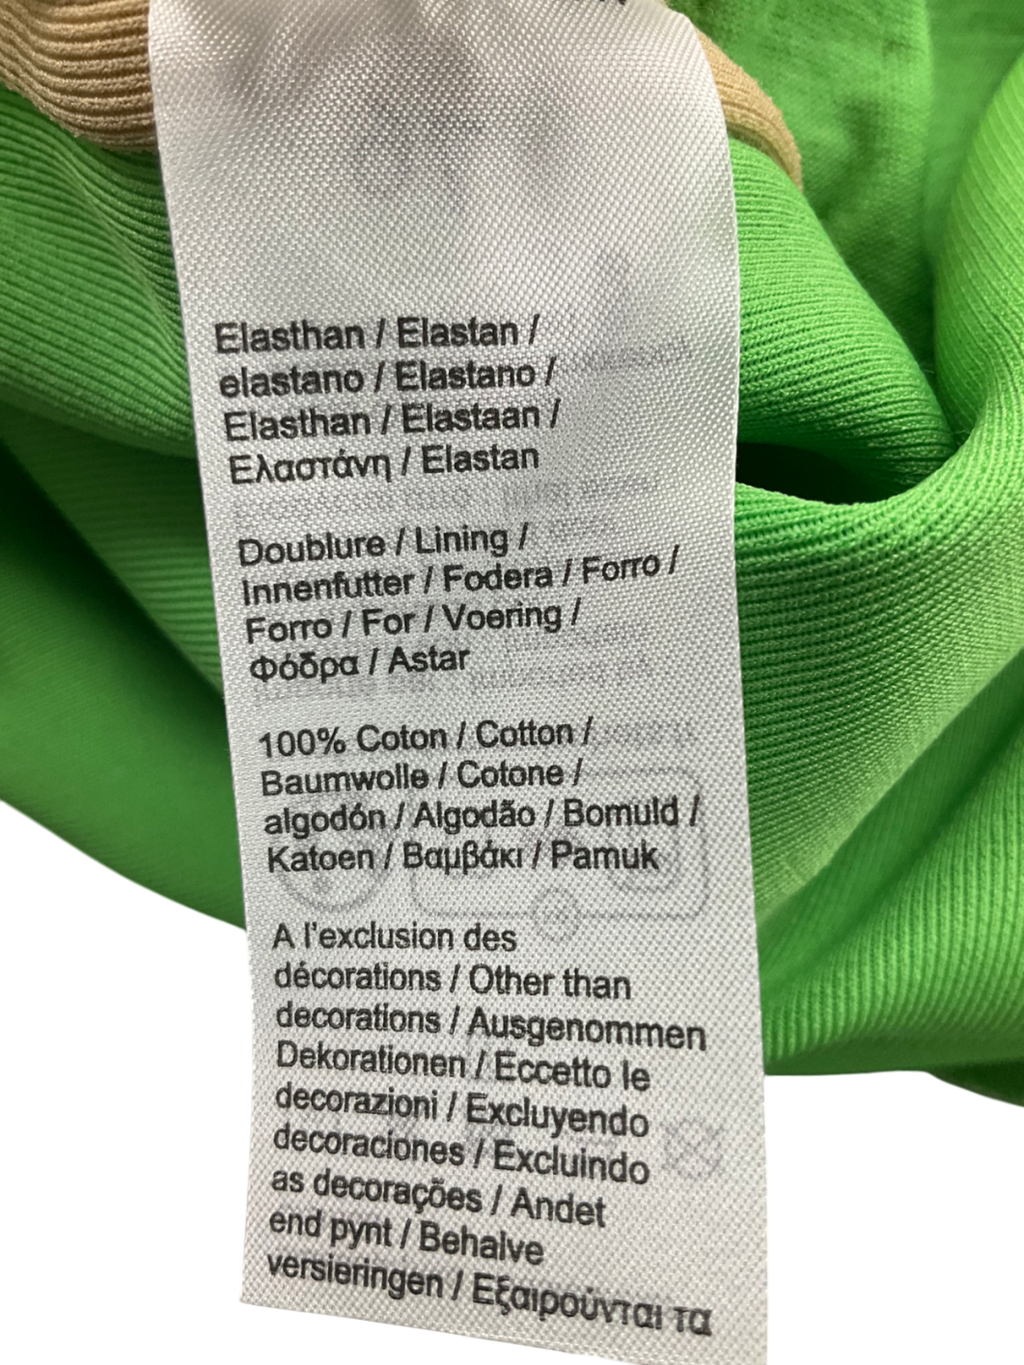 Elasthan / Elastan /
elastano / Elastano /
Elasthan / Elastaan /
Ελαστάνη / Elastan
Doublure / Lining /
Innenfutter / Fodera / Forro /
Forro / For / Voering /
Φόδρα / Astar
100% Coton / Cotton /
Baumwolle / Cotone /
algodón / Algodão / Bomuld /
Katoen / Βαμβάκι / Pamuk
A l'exclusion des
décorations / Other than
decorations / Ausgenommen
Dekorationen / Eccetto le
decorazioni / Excluyendo
decoraciones / Excluindo
as decorações / Andet
end pynt / Behalve
versieringen / Εξαιρούνται τα